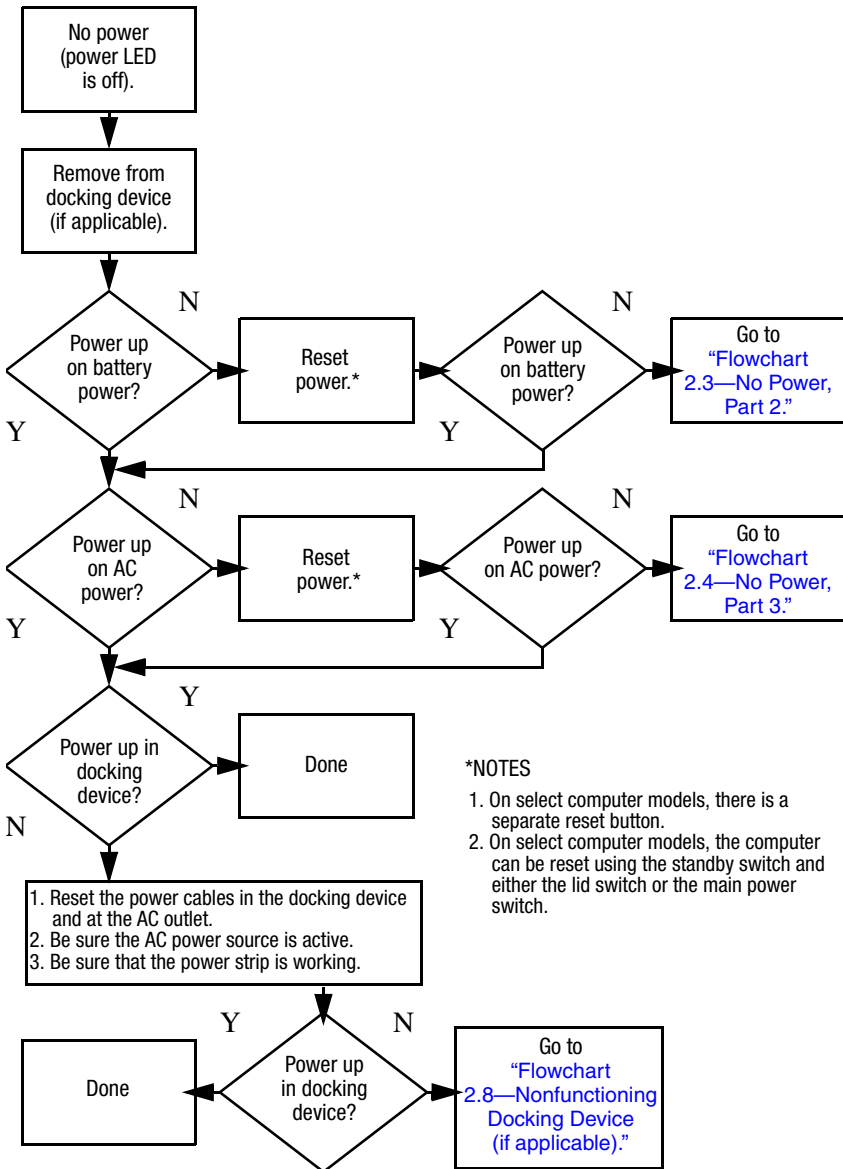 No power
(power LED
is off).
Remove from
docking device
(if applicable).
N
N
Power up
on battery
power?
Reset
power.*
Power up
on battery
power?
Go to
“Flowchart
2.3—No Power,
Part 2.”
Y
Y
N
N
Power up
on AC
power?
Reset
power.*
Power up
on AC power?
Go to
“Flowchart
2.4—No Power,
Part 3.”
Y
Y
Y
Power up in
docking
device?
Done
N
*NOTES
1. On select computer models, there is a
separate reset button.
2. On select computer models, the computer
can be reset using the standby switch and
either the lid switch or the main power
switch.
1. Reset the power cables in the docking device
and at the AC outlet.
2. Be sure the AC power source is active.
3. Be sure that the power strip is working.
Y
N
Done
Power up
in docking
device?
Go to
“Flowchart
2.8—Nonfunctioning
Docking Device
(if applicable).”